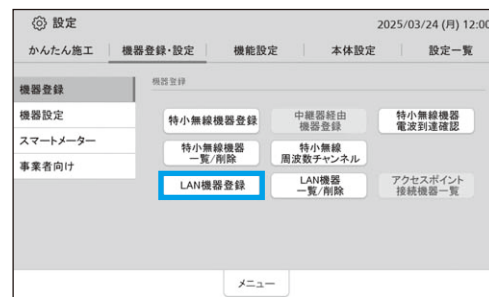 設定
2025/03/24 (月) 12:00
かんたん施工 機器登録・設定 機能設定 本体設定 設定一覧
機器登録
機器設定
スマートメーター
事業者向け
機器登録
特小無線機器登録
中継器経由
機器登録
特小無線機器
電波到達確認
特小無線機器
一覧/削除
特小無線
周波数チャンネル
LAN機器登録
LAN機器
一覧/削除
アクセスポイント
接続機器一覧
メニュー